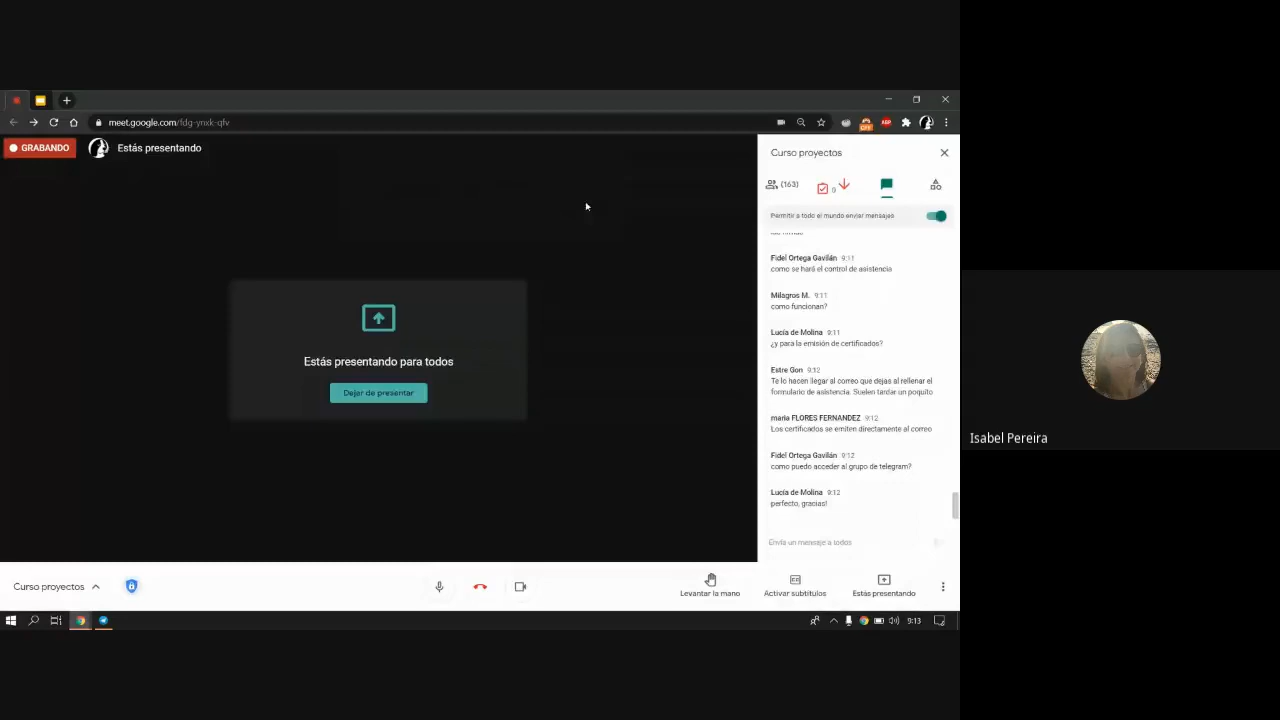 meet.google.com/fdg-ynxk-qfv
GRABANDO
Estás presentando
Curso proyectos
(163)
0
Permitir a todo el mundo enviar mensajes
Fidel Ortega Gavilán 9:11
como se hará el control de asistencia
Milagros M. 9:11
como funcionan?
Lucía de Molina 9:11
¿y para la emisión de certificados?
Estre Gon 9:12
Te lo hacen llegar al correo que dejas al rellenar el
formulario de asistencia. Suelen tardar un poquito
maria FLORES FERNANDEZ 9:12
Los certificados se emiten directamente al correo
Fidel Ortega Gavilán 9:12
como puedo acceder al grupo de telegram?
Lucía de Molina 9:12
perfecto, gracias!
Envía un mensaje a todos
Estás presentando para todos
Dejar de presentar
Isabel Pereira
Curso proyectos
Levantar la mano
Activar subtítulos
Estás presentando
9:13